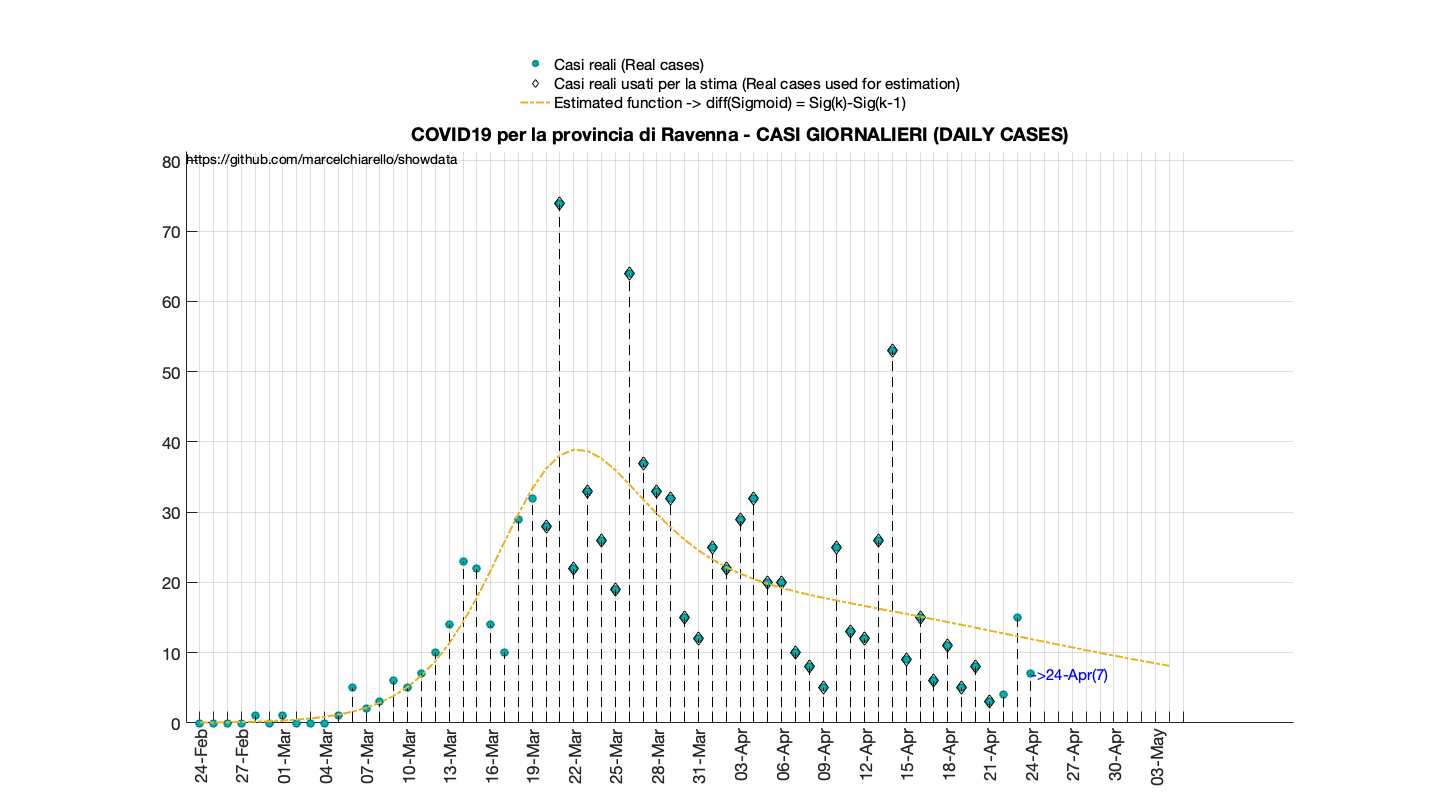 Casi reali (Real cases)
Casi reali usati per la stima (Real cases used for estimation)
Estimated function -> diff(Sigmoid) = Sig(k)-Sig(k-1)
COVID19 per la provincia di Ravenna - CASI GIORNALIERI (DAILY CASES)
https://github.com/marcelchiarello/showdata
80
70
60
50
40
30
20
10
0
->24-Apr(7)
24-Feb
27-Feb
01-Mar
04-Mar
07-Mar
10-Mar
13-Mar
16-Mar
19-Mar
22-Mar
25-Mar
28-Mar
31-Mar
03-Apr
06-Apr
09-Apr
12-Apr
15-Apr
18-Apr
21-Apr
24-Apr
27-Apr
30-Apr
03-May